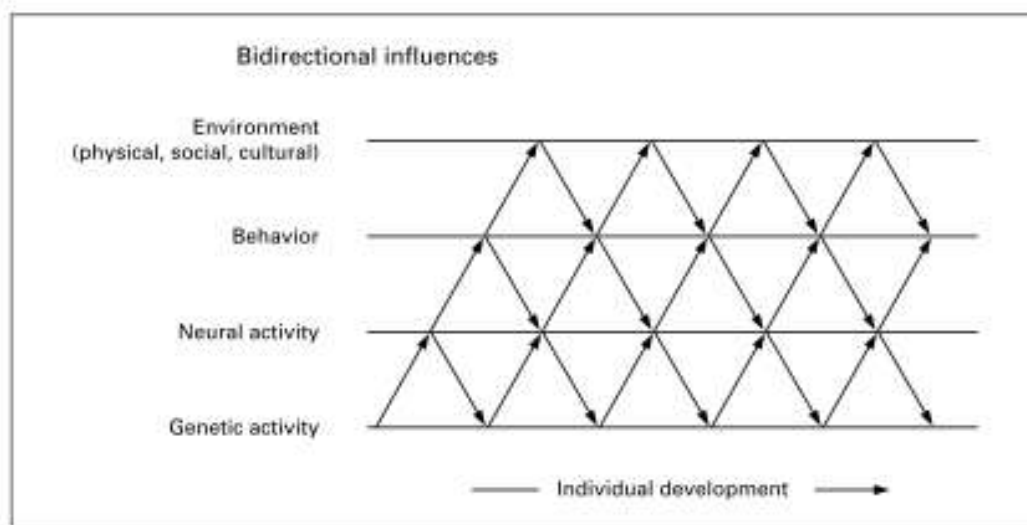 Bidirectional influences
Environment
(physical, social, cultural)
Behavior
Neural activity
Genetic activity
Individual development